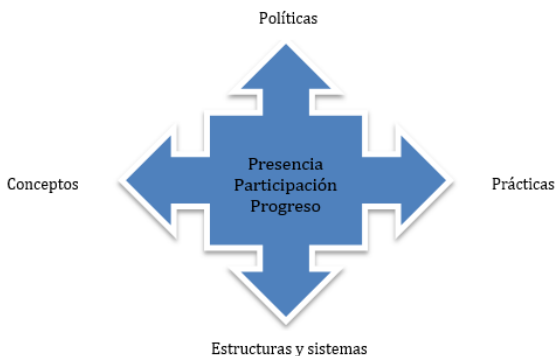 Políticas
Conceptos
Presencia
Participación
Progreso
Prácticas
Estructuras y sistemas